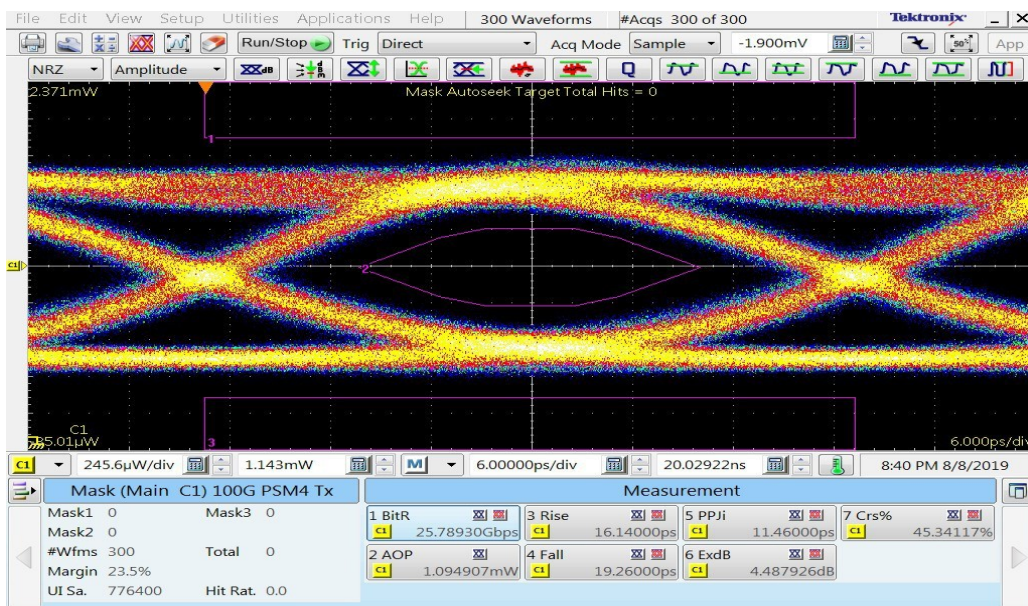 File Edit View Setup Utilities Applications Help 300 Waveforms #Acqs 300 of 300 Tektronix
Run/Stop Trig Direct Acq Mode Sample -1.900mV 50 App
NRZ Amplitude dB Q
2.371mW Mask Autoseek Target Total Hits = 0
1
C1 2
C1
35.01µW 3 6.000ps/div
C1 245.6µW/div 1.143mW M 6.00000ps/div 20.02922ns 8:40 PM 8/8/2019
Mask (Main C1) 100G PSM4 Tx Measurement
Mask1 0 Mask3 0
Mask2 0
#Wfms 300 Total 0
Margin 23.5%
UI Sa. 776400 Hit Rat. 0.0
1 BitR 3 Rise 5 PPJi 7 Crs%
C1 25.78930Gbps C1 16.14000ps C1 11.46000ps C1 45.34117%
2 AOP 4 Fall 6 ExdB
C1 1.094907mW C1 19.26000ps C1 4.487926dB